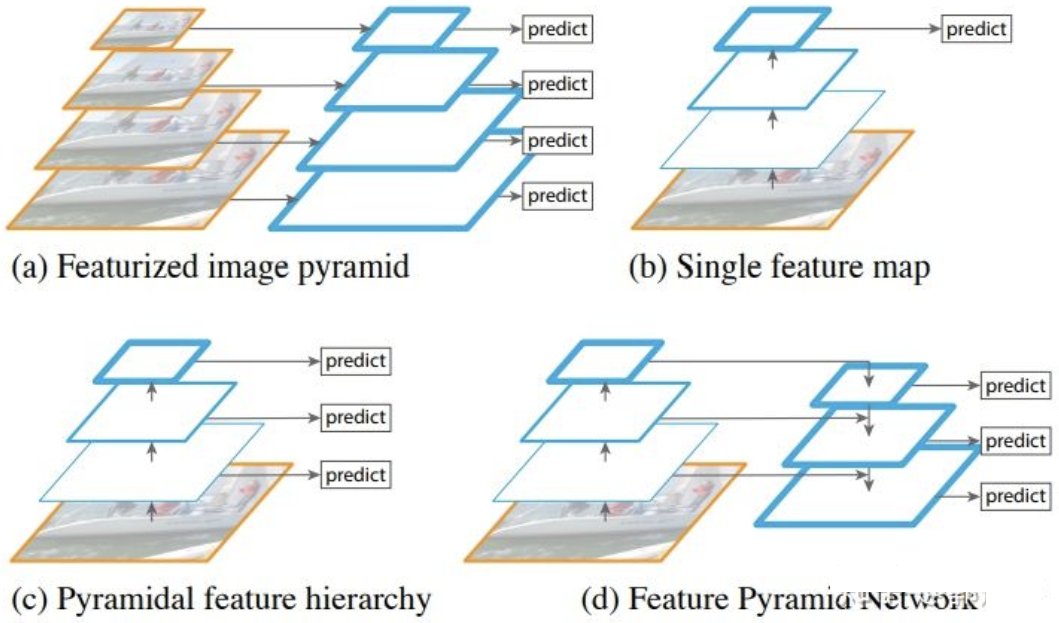 predict
predict
predict
predict
predict
(a) Featurized image pyramid
(b) Single feature map
predict
predict
predict
predict
predict
predict
(c) Pyramidal feature hierarchy
(d) Feature Pyramid Network